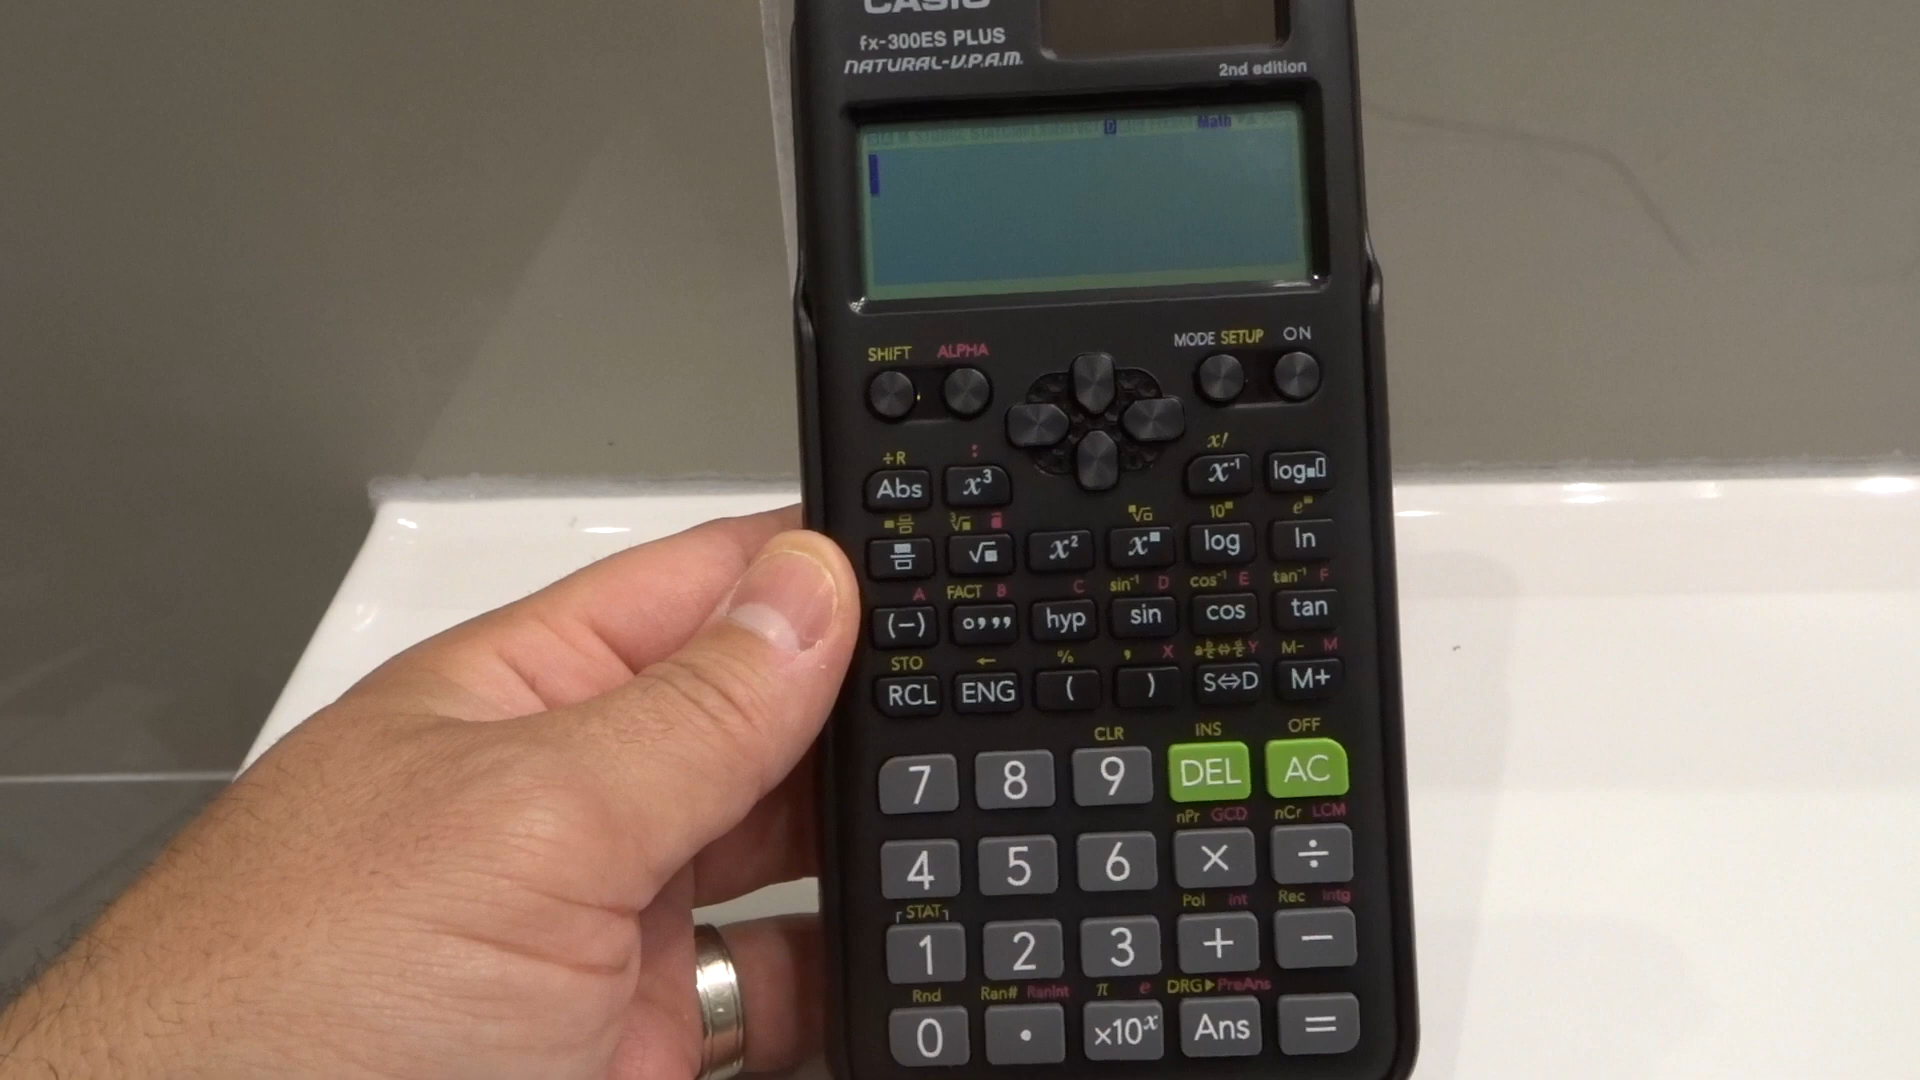 CASIO
fx-300ES PLUS
NATURAL-V.P.A.M.
2nd edition
D Math
SHIFT ALPHA MODE SETUP ON
÷R : x!
Abs x³ x⁻¹ log▪▯
▪▤ ³√▪ ▪ ▪√▯ 10▪ e▪
√▪ x² x▪ log ln
A FACT B C sin⁻¹ D cos⁻¹ E tan⁻¹ F
(−) °,,, hyp sin cos tan
STO ← % , X a b/c⇔d/c Y M- M
RCL ENG ( ) S⇔D M+
CLR INS OFF
7 8 9 DEL AC
nPr GCD nCr LCM
4 5 6 × ÷
STAT Pol Int Rec Intg
1 2 3 + −
Rnd Ran# RanInt π e DRG▶ PreAns
0 • ×10ˣ Ans =